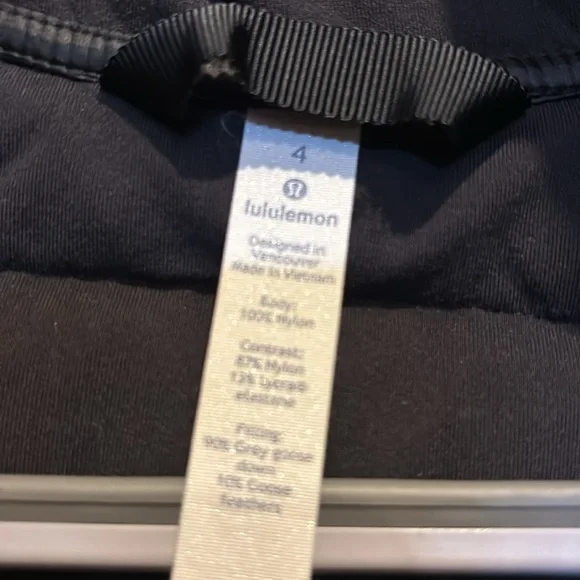 4
lululemon
Designed in
Vancouver
Made in Vietnam
Body:
100% Nylon
Contrast:
87% Nylon
13% Lycra®
elastane
Filling:
90% Grey goose
down
10% Goose
feathers